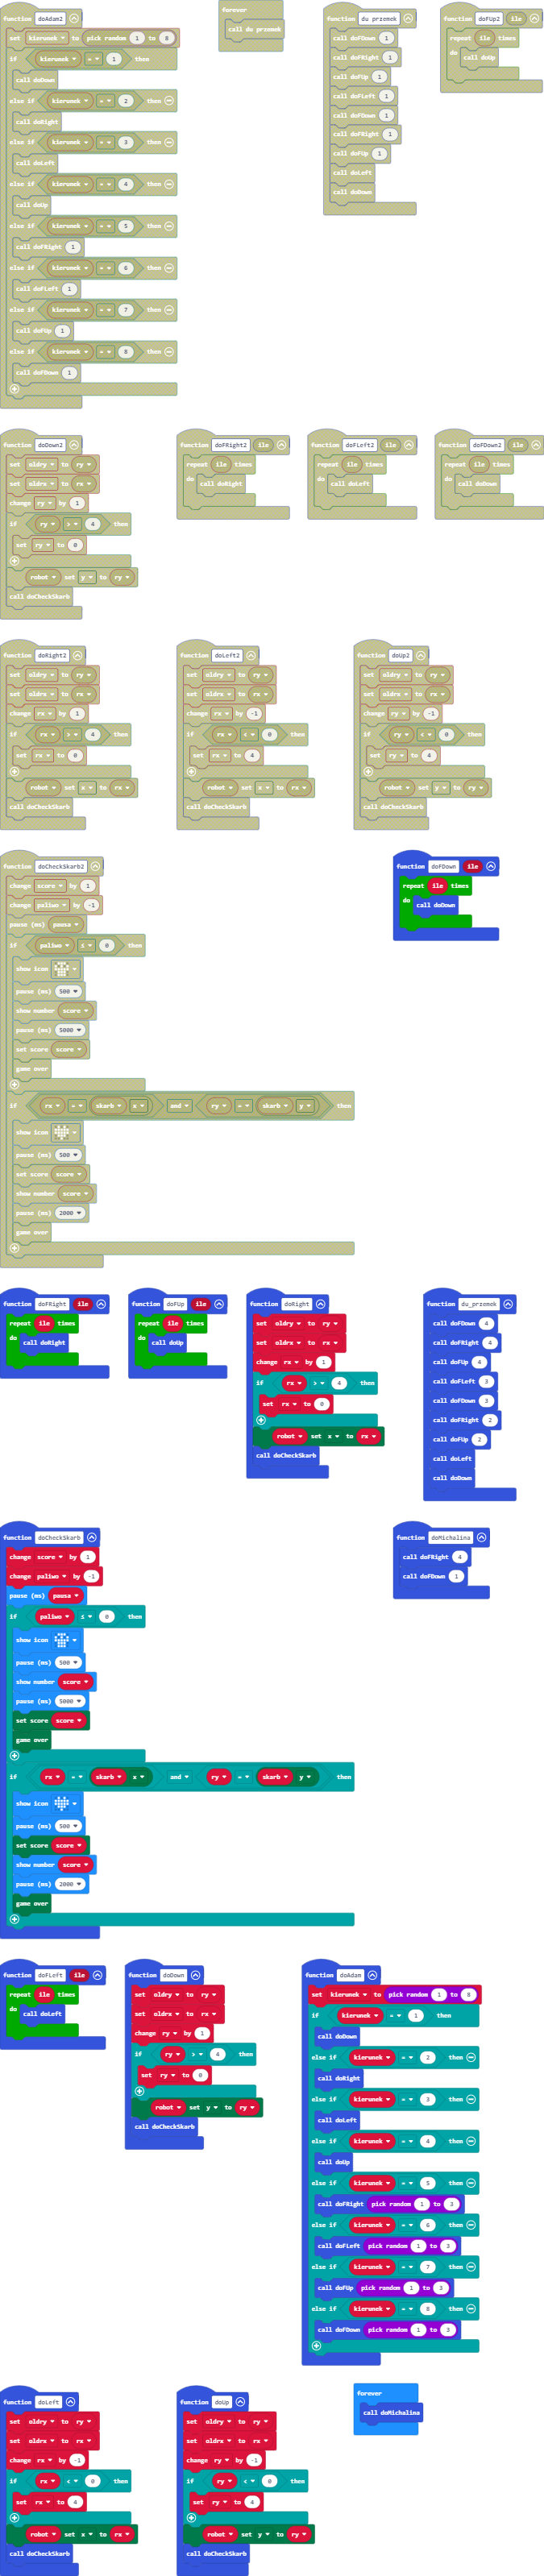 function doAdam2
set kierunek to pick random 1 to 8
if kierunek = 1 then
call doDown
else if kierunek = 2 then
call doRight
else if kierunek = 3 then
call doLeft
else if kierunek = 4 then
call doUp
else if kierunek = 5 then
call doFRight 1
else if kierunek = 6 then
call doFLeft 1
else if kierunek = 7 then
call doFUp 1
else if kierunek = 8 then
call doFDown 1
forever
call du przemek
function du przemek
call doFDown 1
call doFRight 1
call doFUp 1
call doFLeft 1
call doFDown 1
call doFRight 1
call doFUp 1
call doLeft
call doDown
function doFUp2 ile
repeat ile times
do call doUp
function doDown2
set oldry to ry
set oldrx to rx
change ry by 1
if ry > 4 then
set ry to 0
robot set y to ry
call doCheckSkarb
function doFRight2 ile
repeat ile times
do call doRight
function doFLeft2 ile
repeat ile times
do call doLeft
function doFDown2 ile
repeat ile times
do call doDown
function doRight2
set oldry to ry
set oldrx to rx
change rx by 1
if rx > 4 then
set rx to 0
robot set x to rx
call doCheckSkarb
function doLeft2
set oldry to ry
set oldrx to rx
change rx by -1
if rx < 0 then
set rx to 4
robot set x to rx
call doCheckSkarb
function doUp2
set oldry to ry
set oldrx to rx
change ry by -1
if ry < 0 then
set ry to 4
robot set y to ry
call doCheckSkarb
function doCheckSkarb2
change score by 1
change paliwo by -1
pause (ms) pausa
if paliwo ≤ 0 then
show icon
pause (ms) 500
show number score
pause (ms) 5000
set score score
game over
if rx = skarb x and ry = skarb y then
show icon
pause (ms) 500
set score score
show number score
pause (ms) 2000
game over
function doFDown ile
repeat ile times
do call doDown
function doFRight ile
repeat ile times
do call doRight
function doFUp ile
repeat ile times
do call doUp
function doRight
set oldry to ry
set oldrx to rx
change rx by 1
if rx > 4 then
set rx to 0
robot set x to rx
call doCheckSkarb
function du_przemek
call doFDown 4
call doFRight 4
call doFUp 4
call doFLeft 3
call doFDown 3
call doFRight 2
call doFUp 2
call doLeft
call doDown
function doCheckSkarb
change score by 1
change paliwo by -1
pause (ms) pausa
if paliwo ≤ 0 then
show icon
pause (ms) 500
show number score
pause (ms) 5000
set score score
game over
if rx = skarb x and ry = skarb y then
show icon
pause (ms) 500
set score score
show number score
pause (ms) 2000
game over
function doMichalina
call doFRight 4
call doFDown 1
function doFLeft ile
repeat ile times
do call doLeft
function doDown
set oldry to ry
set oldrx to rx
change ry by 1
if ry > 4 then
set ry to 0
robot set y to ry
call doCheckSkarb
function doAdam
set kierunek to pick random 1 to 8
if kierunek = 1 then
call doDown
else if kierunek = 2 then
call doRight
else if kierunek = 3 then
call doLeft
else if kierunek = 4 then
call doUp
else if kierunek = 5 then
call doFRight pick random 1 to 3
else if kierunek = 6 then
call doFLeft pick random 1 to 3
else if kierunek = 7 then
call doFUp pick random 1 to 3
else if kierunek = 8 then
call doFDown pick random 1 to 3
function doLeft
set oldry to ry
set oldrx to rx
change rx by -1
if rx < 0 then
set rx to 4
robot set x to rx
call doCheckSkarb
function doUp
set oldry to ry
set oldrx to rx
change ry by -1
if ry < 0 then
set ry to 4
robot set y to ry
call doCheckSkarb
forever
call doMichalina